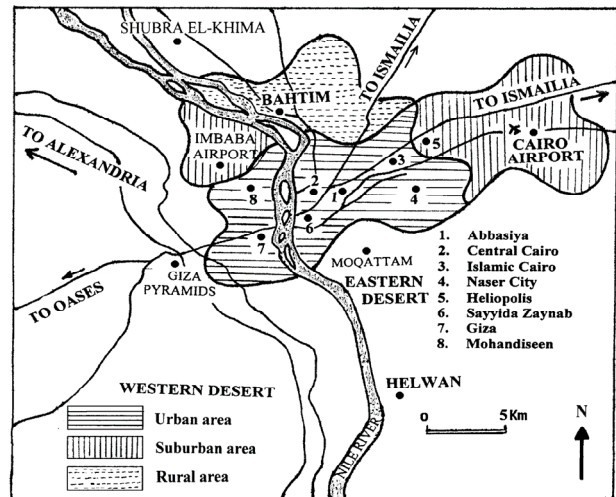 SHUBRA EL-KHIMA
TO ISMAILIA
TO ISMAILIA
BAHTIM
IMBABA
AIRPORT
CAIRO
AIRPORT
TO ALEXANDRIA
5
3
8
2
1
4
6
7
GIZA
PYRAMIDS
MOQATTAM
EASTERN
DESERT
TO OASES
1. Abbasiya
2. Central Cairo
3. Islamic Cairo
4. Naser City
5. Heliopolis
6. Sayyida Zaynab
7. Giza
8. Mohandiseen
WESTERN DESERT
Urban area
Suburban area
Rural area
HELWAN
NILE RIVER
0 5 Km
N